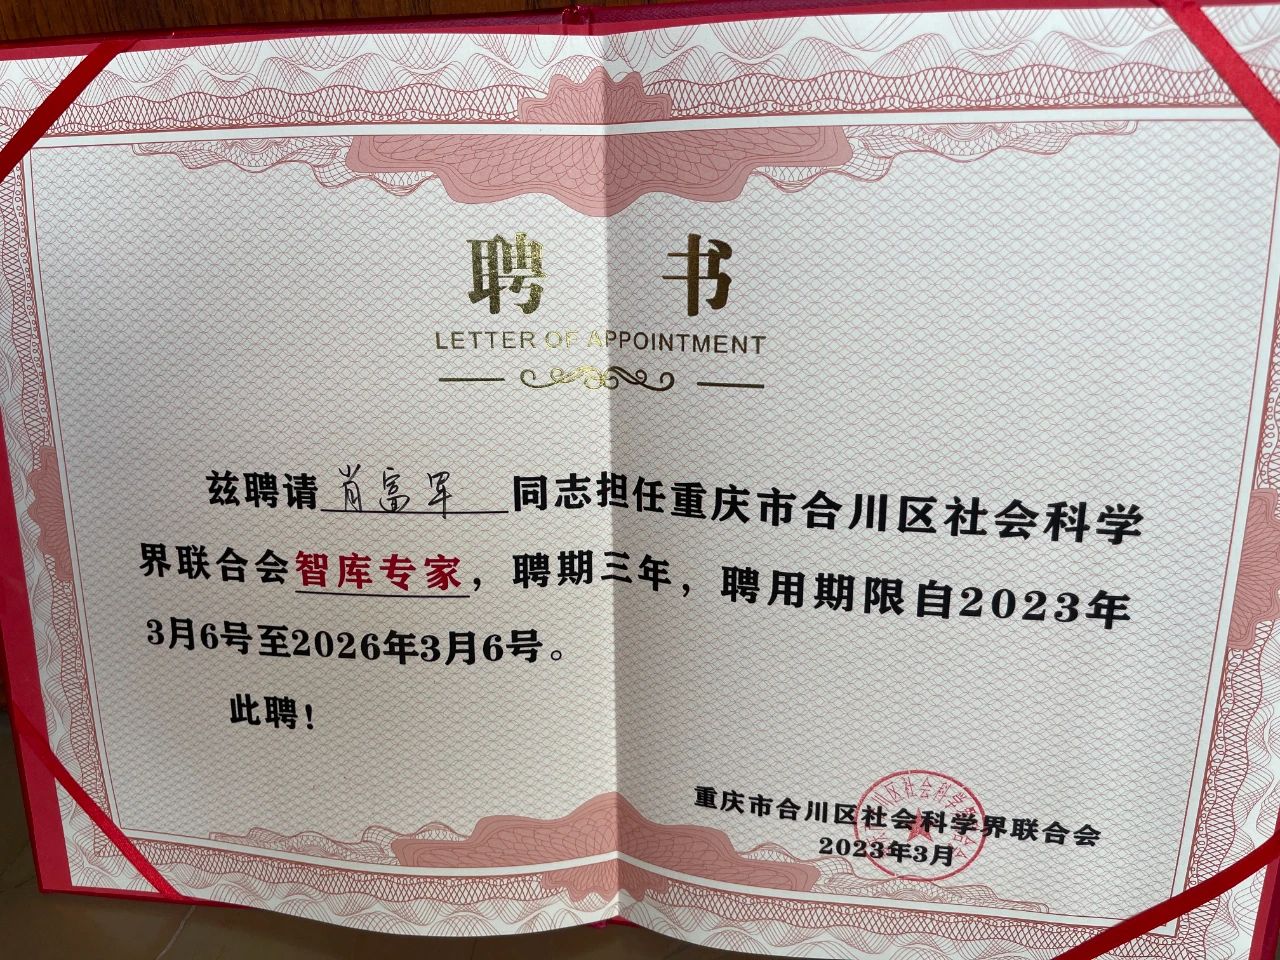 聘 书
LETTER OF APPOINTMENT
兹聘请肖富军同志担任重庆市合川区社会科学
界联合会智库专家，聘期三年，聘用期限自2023年
3月6号至2026年3月6号。
此聘！
重庆市合川区社会科学界联合会
2023年3月